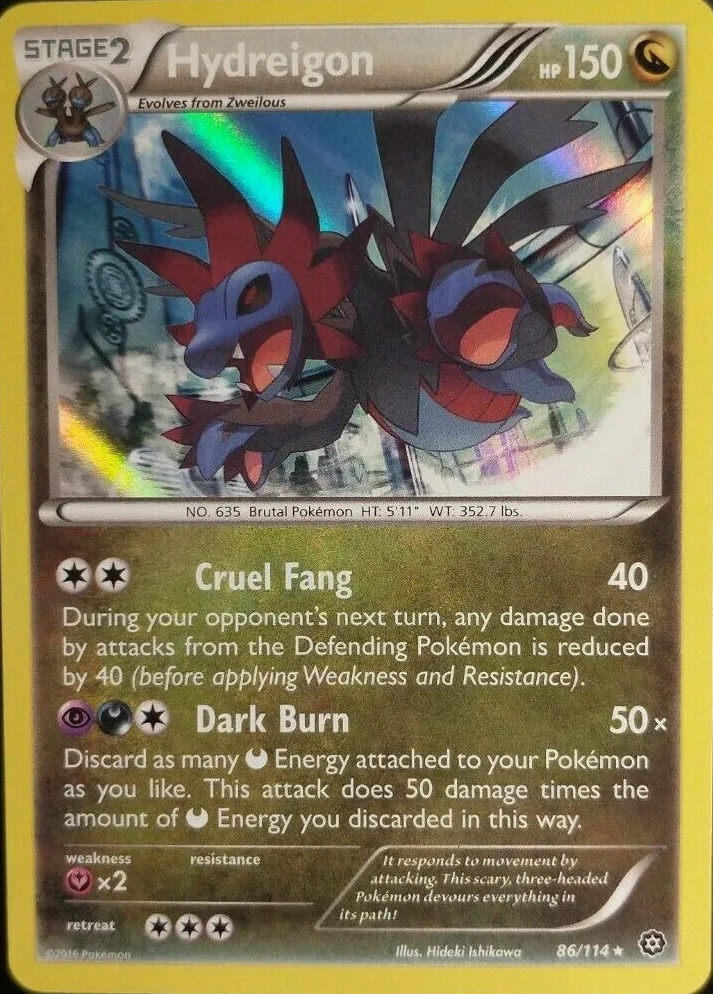 STAGE2
Hydreigon
HP150
Evolves from Zweilous
NO. 635 Brutal Pokémon HT: 5'11" WT: 352.7 lbs.
Cruel Fang 40
During your opponent's next turn, any damage done
by attacks from the Defending Pokémon is reduced
by 40 (before applying Weakness and Resistance).
Dark Burn 50×
Discard as many Energy attached to your Pokémon
as you like. This attack does 50 damage times the
amount of Energy you discarded in this way.
weakness resistance
×2
It responds to movement by
attacking. This scary, three-headed
Pokémon devours everything in
its path!
retreat
©2016 Pokémon
Illus. Hideki Ishikawa
86/114 ★